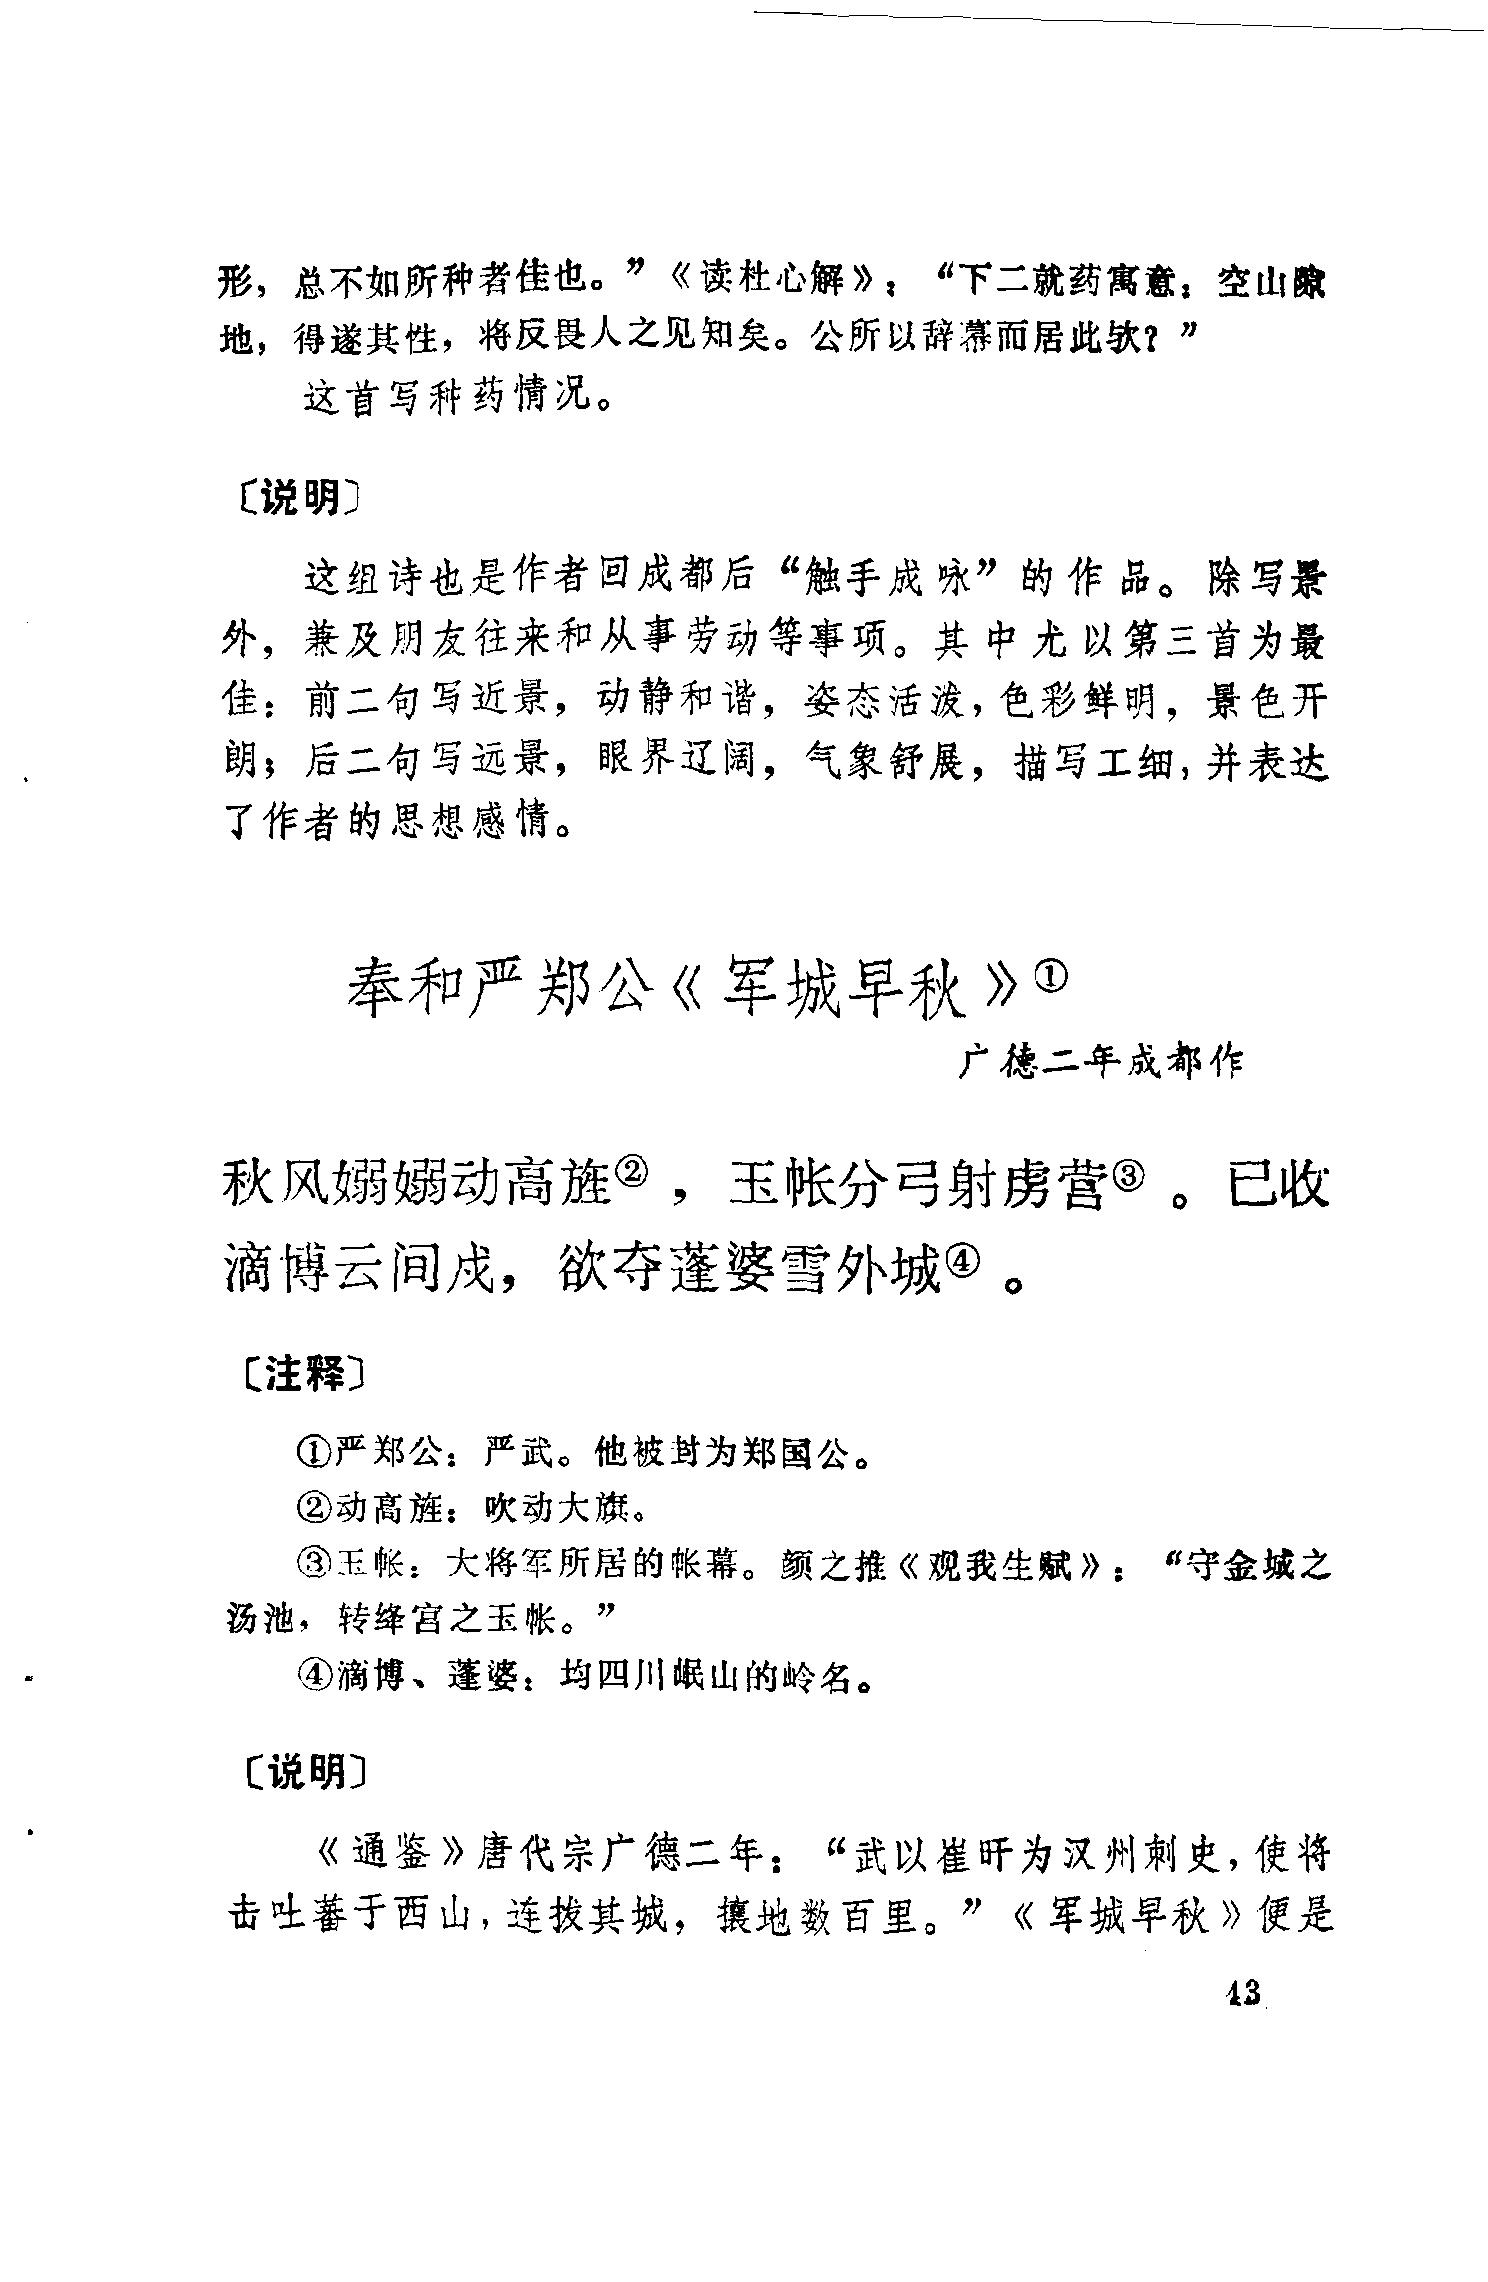 形，总不如所种者佳也。”《读杜心解》：“下二就药寓意：空山隙
地，得遂其性，将反畏人之见知矣。公所以辞幕而居此欤？”
这首写种药情况。
〔说明〕
这组诗也是作者回成都后“触手成咏”的作品。除写景
外，兼及朋友往来和从事劳动等事项。其中尤以第三首为最
佳：前二句写近景，动静和谐，姿态活泼，色彩鲜明，景色开
朗；后二句写远景，眼界辽阔，气象舒展，描写工细，并表达
了作者的思想感情。
奉和严郑公《军城早秋》①
广德二年成都作
秋风嫋嫋动高旌②，玉帐分弓射虏营③。已收
滴博云间戍，欲夺蓬婆雪外城④。
〔注释〕
①严郑公：严武。他被封为郑国公。
②动高旌：吹动大旗。
③玉帐：大将军所居的帐幕。颜之推《观我生赋》：“守金城之
汤池，转绛宫之玉帐。”
④滴博、蓬婆：均四川岷山的岭名。
〔说明〕
《通鉴》唐代宗广德二年：“武以崔旰为汉州刺史，使将
击吐蕃于西山，连拔其城，攘地数百里。”《军城早秋》便是
43